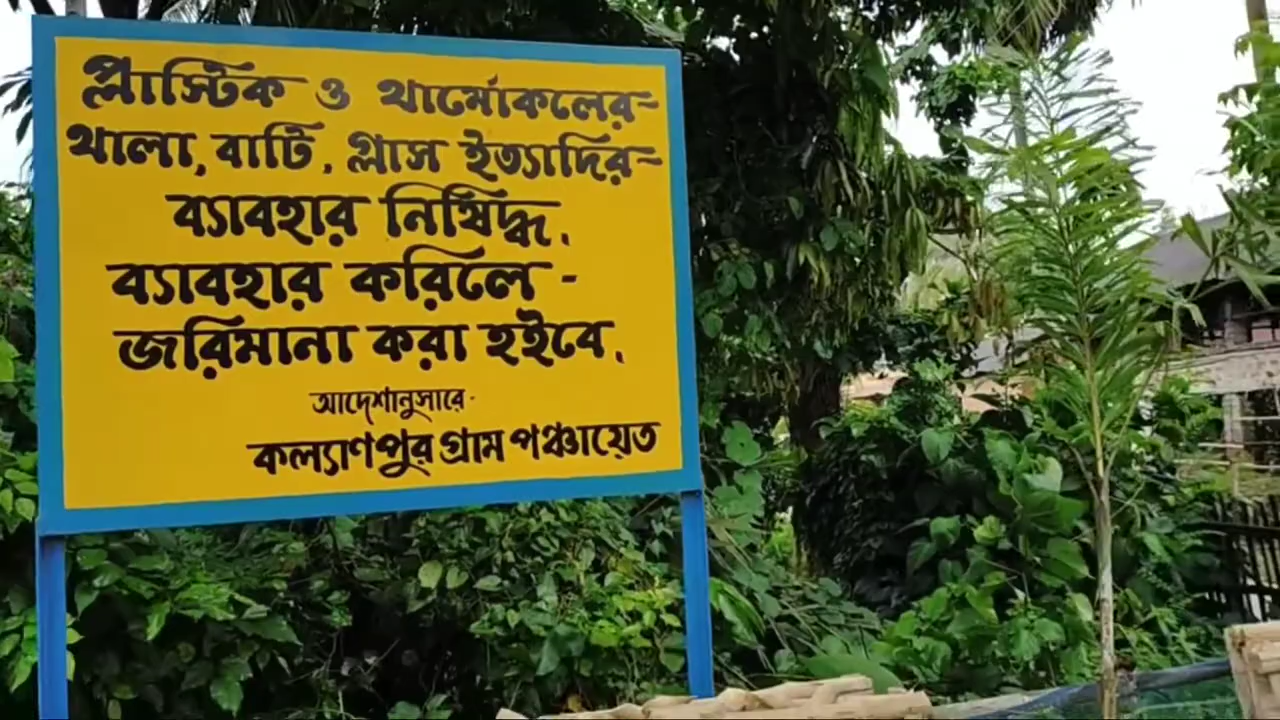 প্লাস্টিক ও থার্মোকলের-
থালা, বাটি, গ্লাস ইত্যাদির-
ব্যাবহার নিষিদ্ধ.
ব্যাবহার করিলে -
জরিমানা করা হইবে.
আদেশানুসারে-
কল্যাণপুর গ্রাম পঞ্চায়েত